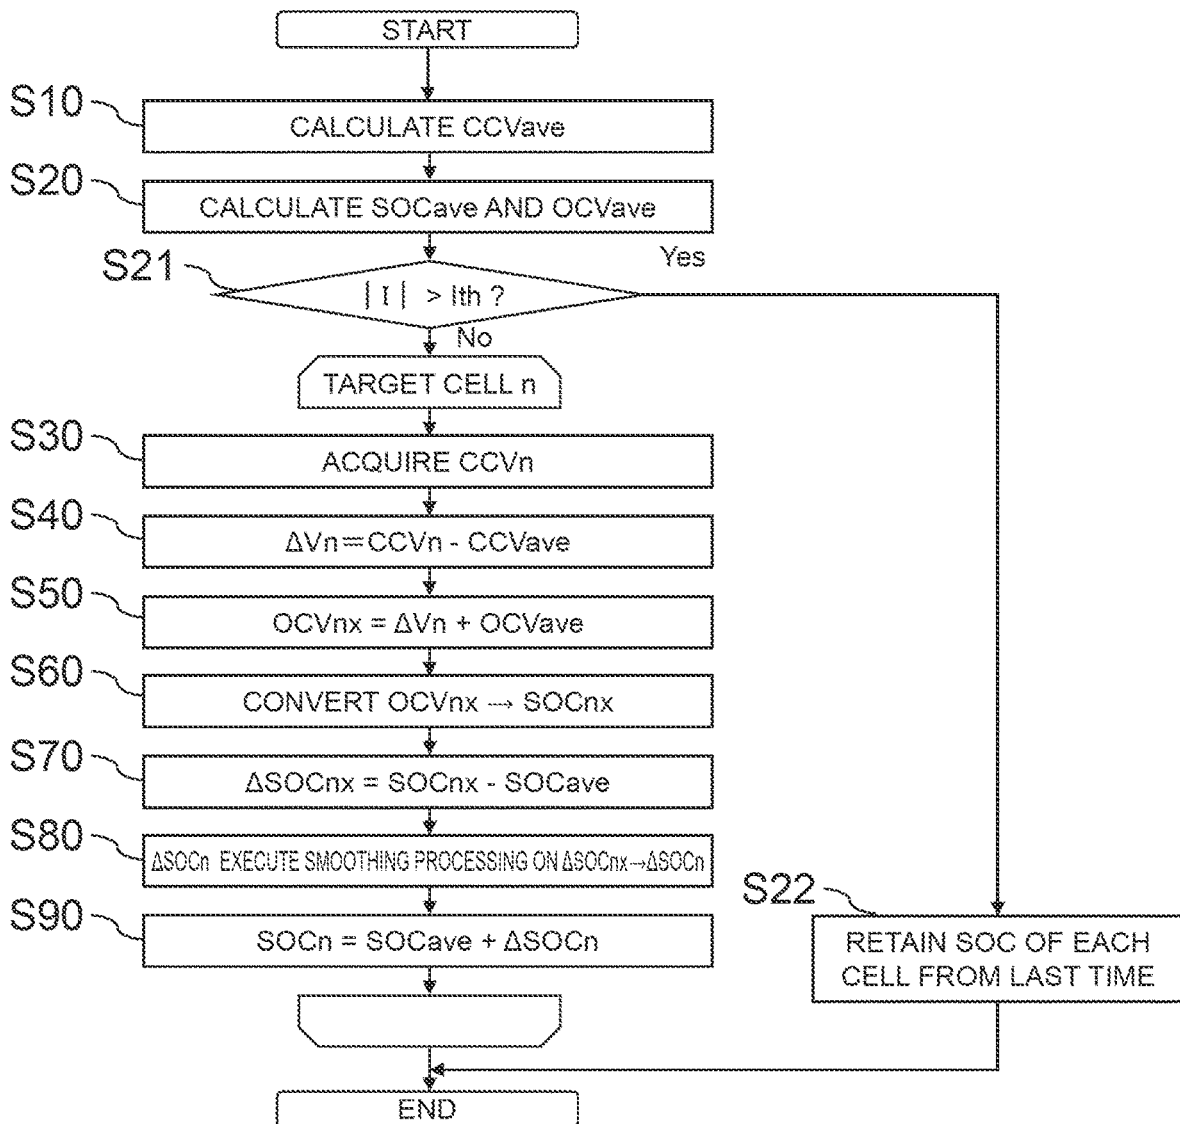 START
S10
CALCULATE CCVave
S20
CALCULATE SOCave AND OCVave
S21
| I | > Ith ?
Yes
No
TARGET CELL n
S30
ACQUIRE CCVn
S40
ΔVn=CCVn - CCVave
S50
OCVnx = ΔVn + OCVave
S60
CONVERT OCVnx → SOCnx
S70
ΔSOCnx = SOCnx - SOCave
S80
ΔSOCn EXECUTE SMOOTHING PROCESSING ON ΔSOCnx→ΔSOCn
S90
SOCn = SOCave + ΔSOCn
S22
RETAIN SOC OF EACH
CELL FROM LAST TIME
END